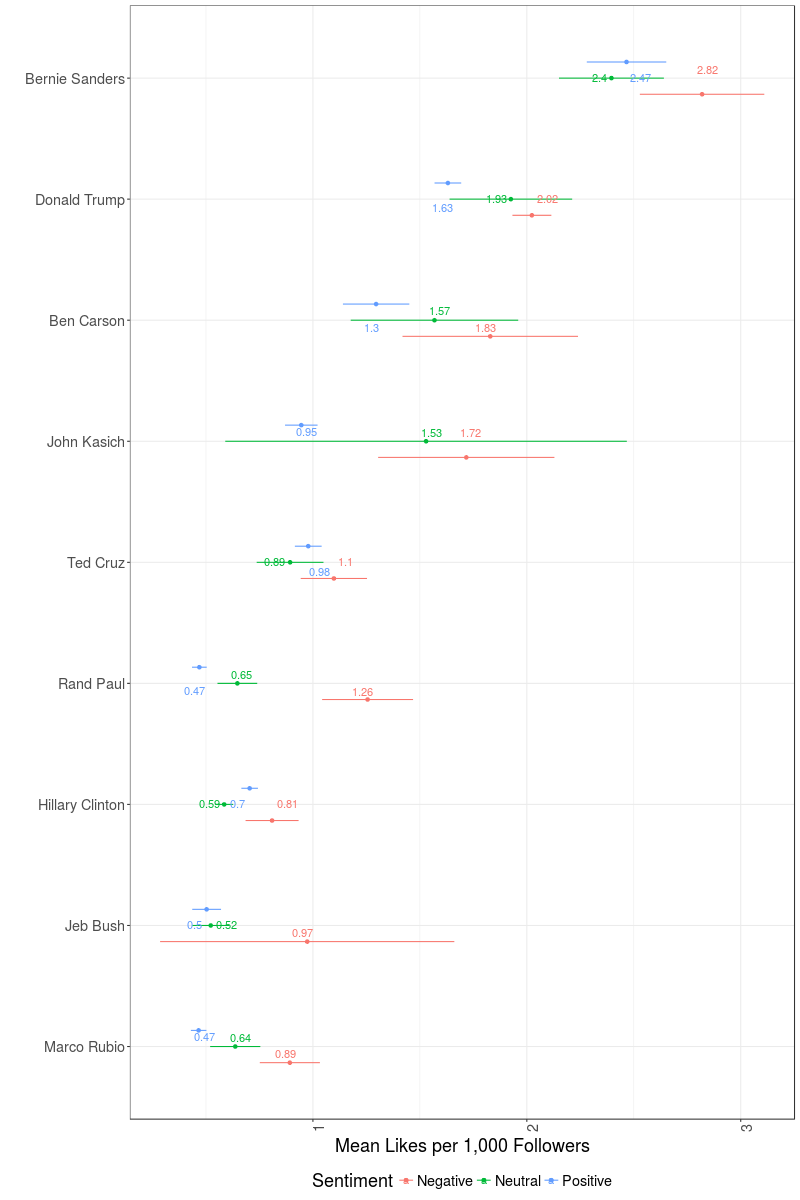 2.82
Bernie Sanders 2.4 2.47
Donald Trump 1.93 2.02
1.63
1.57
Ben Carson 1.3 1.83
0.95 1.53 1.72
John Kasich
Ted Cruz 0.89 1.1
0.98
0.65
Rand Paul
0.47 1.26
Hillary Clinton 0.59 0.7 0.81
Jeb Bush 0.5 0.52
0.97
0.47 0.64
Marco Rubio
0.89
1 2 3
Mean Likes per 1,000 Followers
Sentiment Negative Neutral Positive